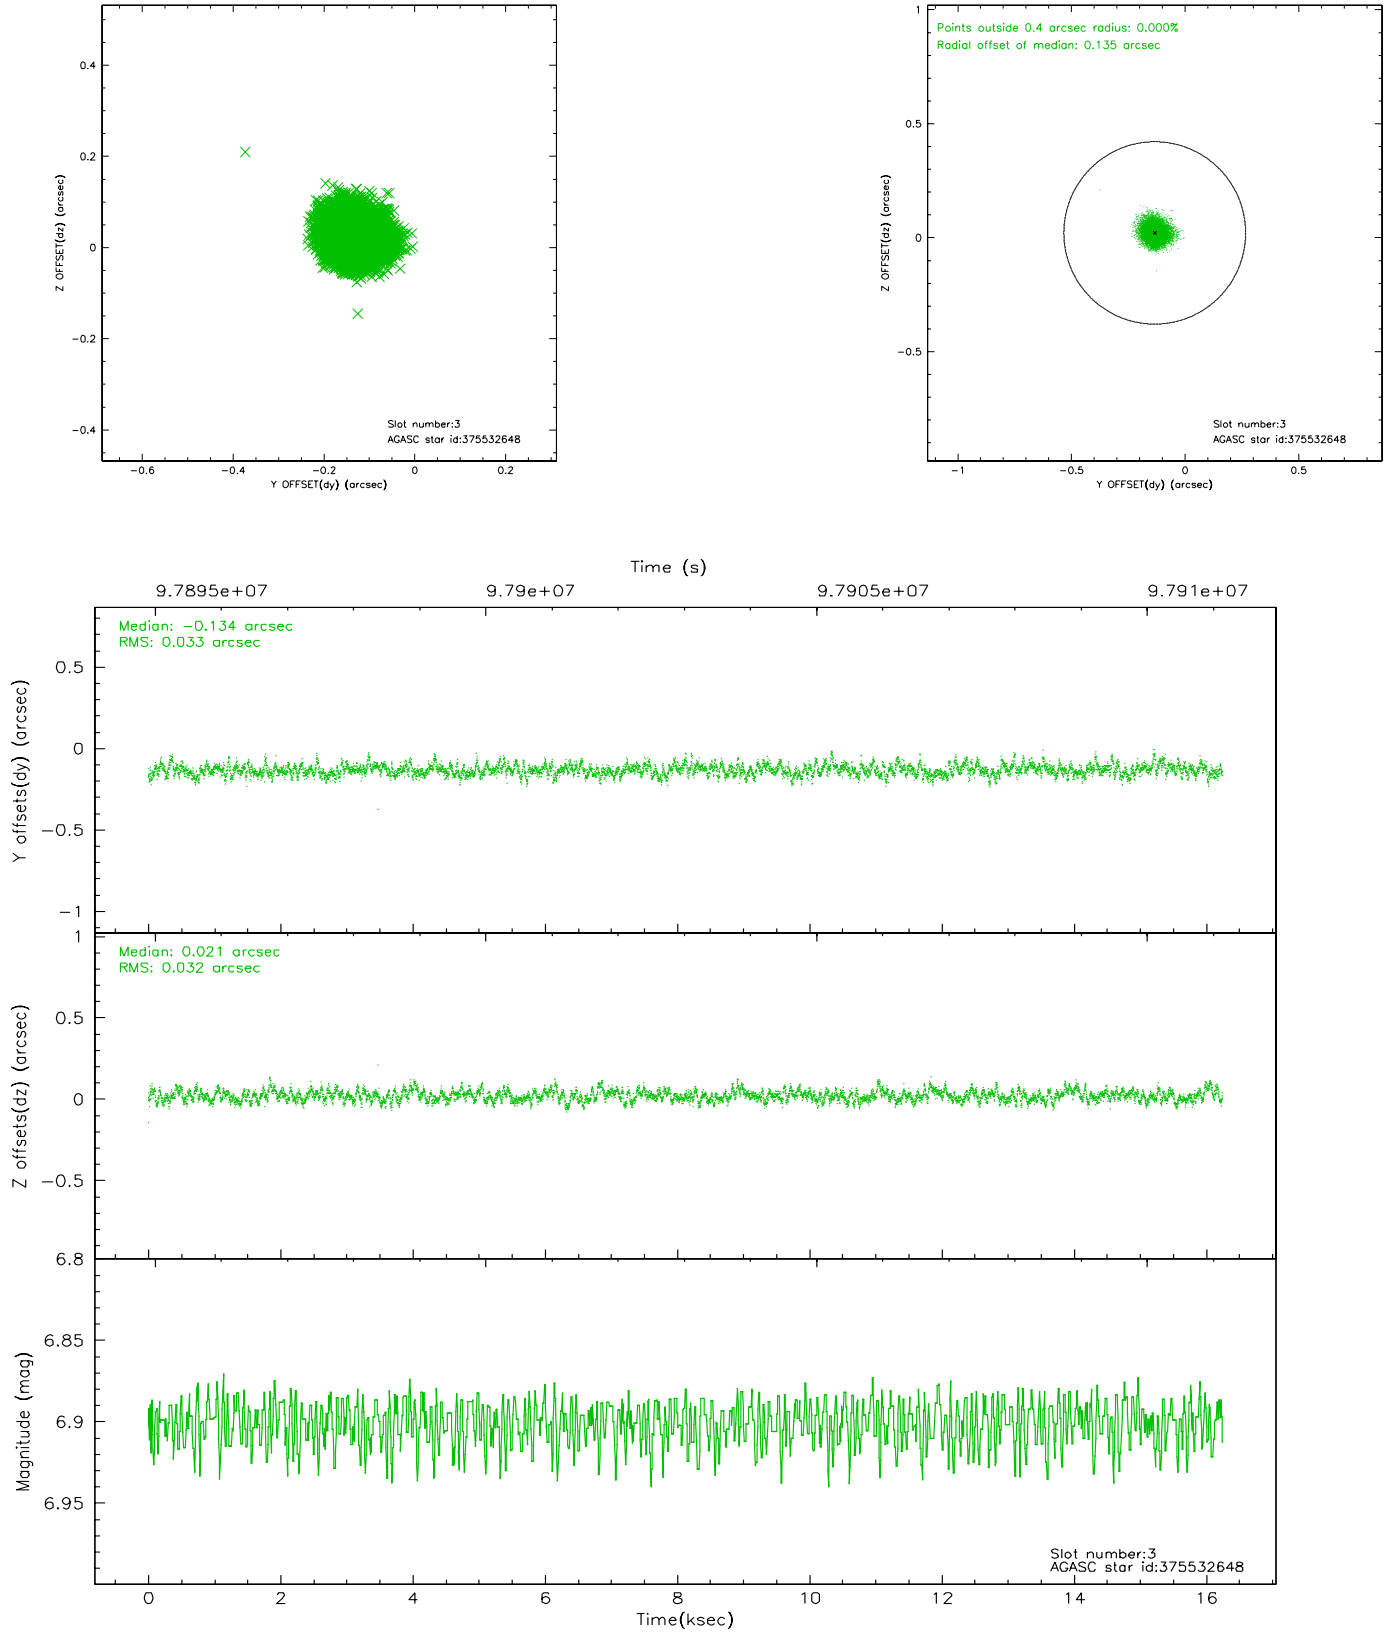 0.4
0.2
0
−0.2
−0.4
Z OFFSET(dz) (arcsec)
Slot number:3
AGASC star id:375532648
−0.6
−0.4
−0.2
0
0.2
Y OFFSET(dy) (arcsec)
Points outside 0.4 arcsec radius: 0.000%
Radial offset of median: 0.135 arcsec
1
0.5
0
−0.5
Z OFFSET(dz) (arcsec)
Slot number:3
AGASC star id:375532648
−1
−0.5
0
0.5
Y OFFSET(dy) (arcsec)
Time (s)
9.7895e+07
9.79e+07
9.7905e+07
9.791e+07
Median: −0.134 arcsec
RMS: 0.033 arcsec
0.5
0
−0.5
−1
Y offsets(dy) (arcsec)
Median: 0.021 arcsec
RMS: 0.032 arcsec
1
0.5
0
−0.5
Z offsets(dz) (arcsec)
6.8
6.85
6.9
6.95
Magnitude (mag)
Slot number:3
AGASC star id:375532648
0
2
4
6
8
10
12
14
16
Time(ksec)